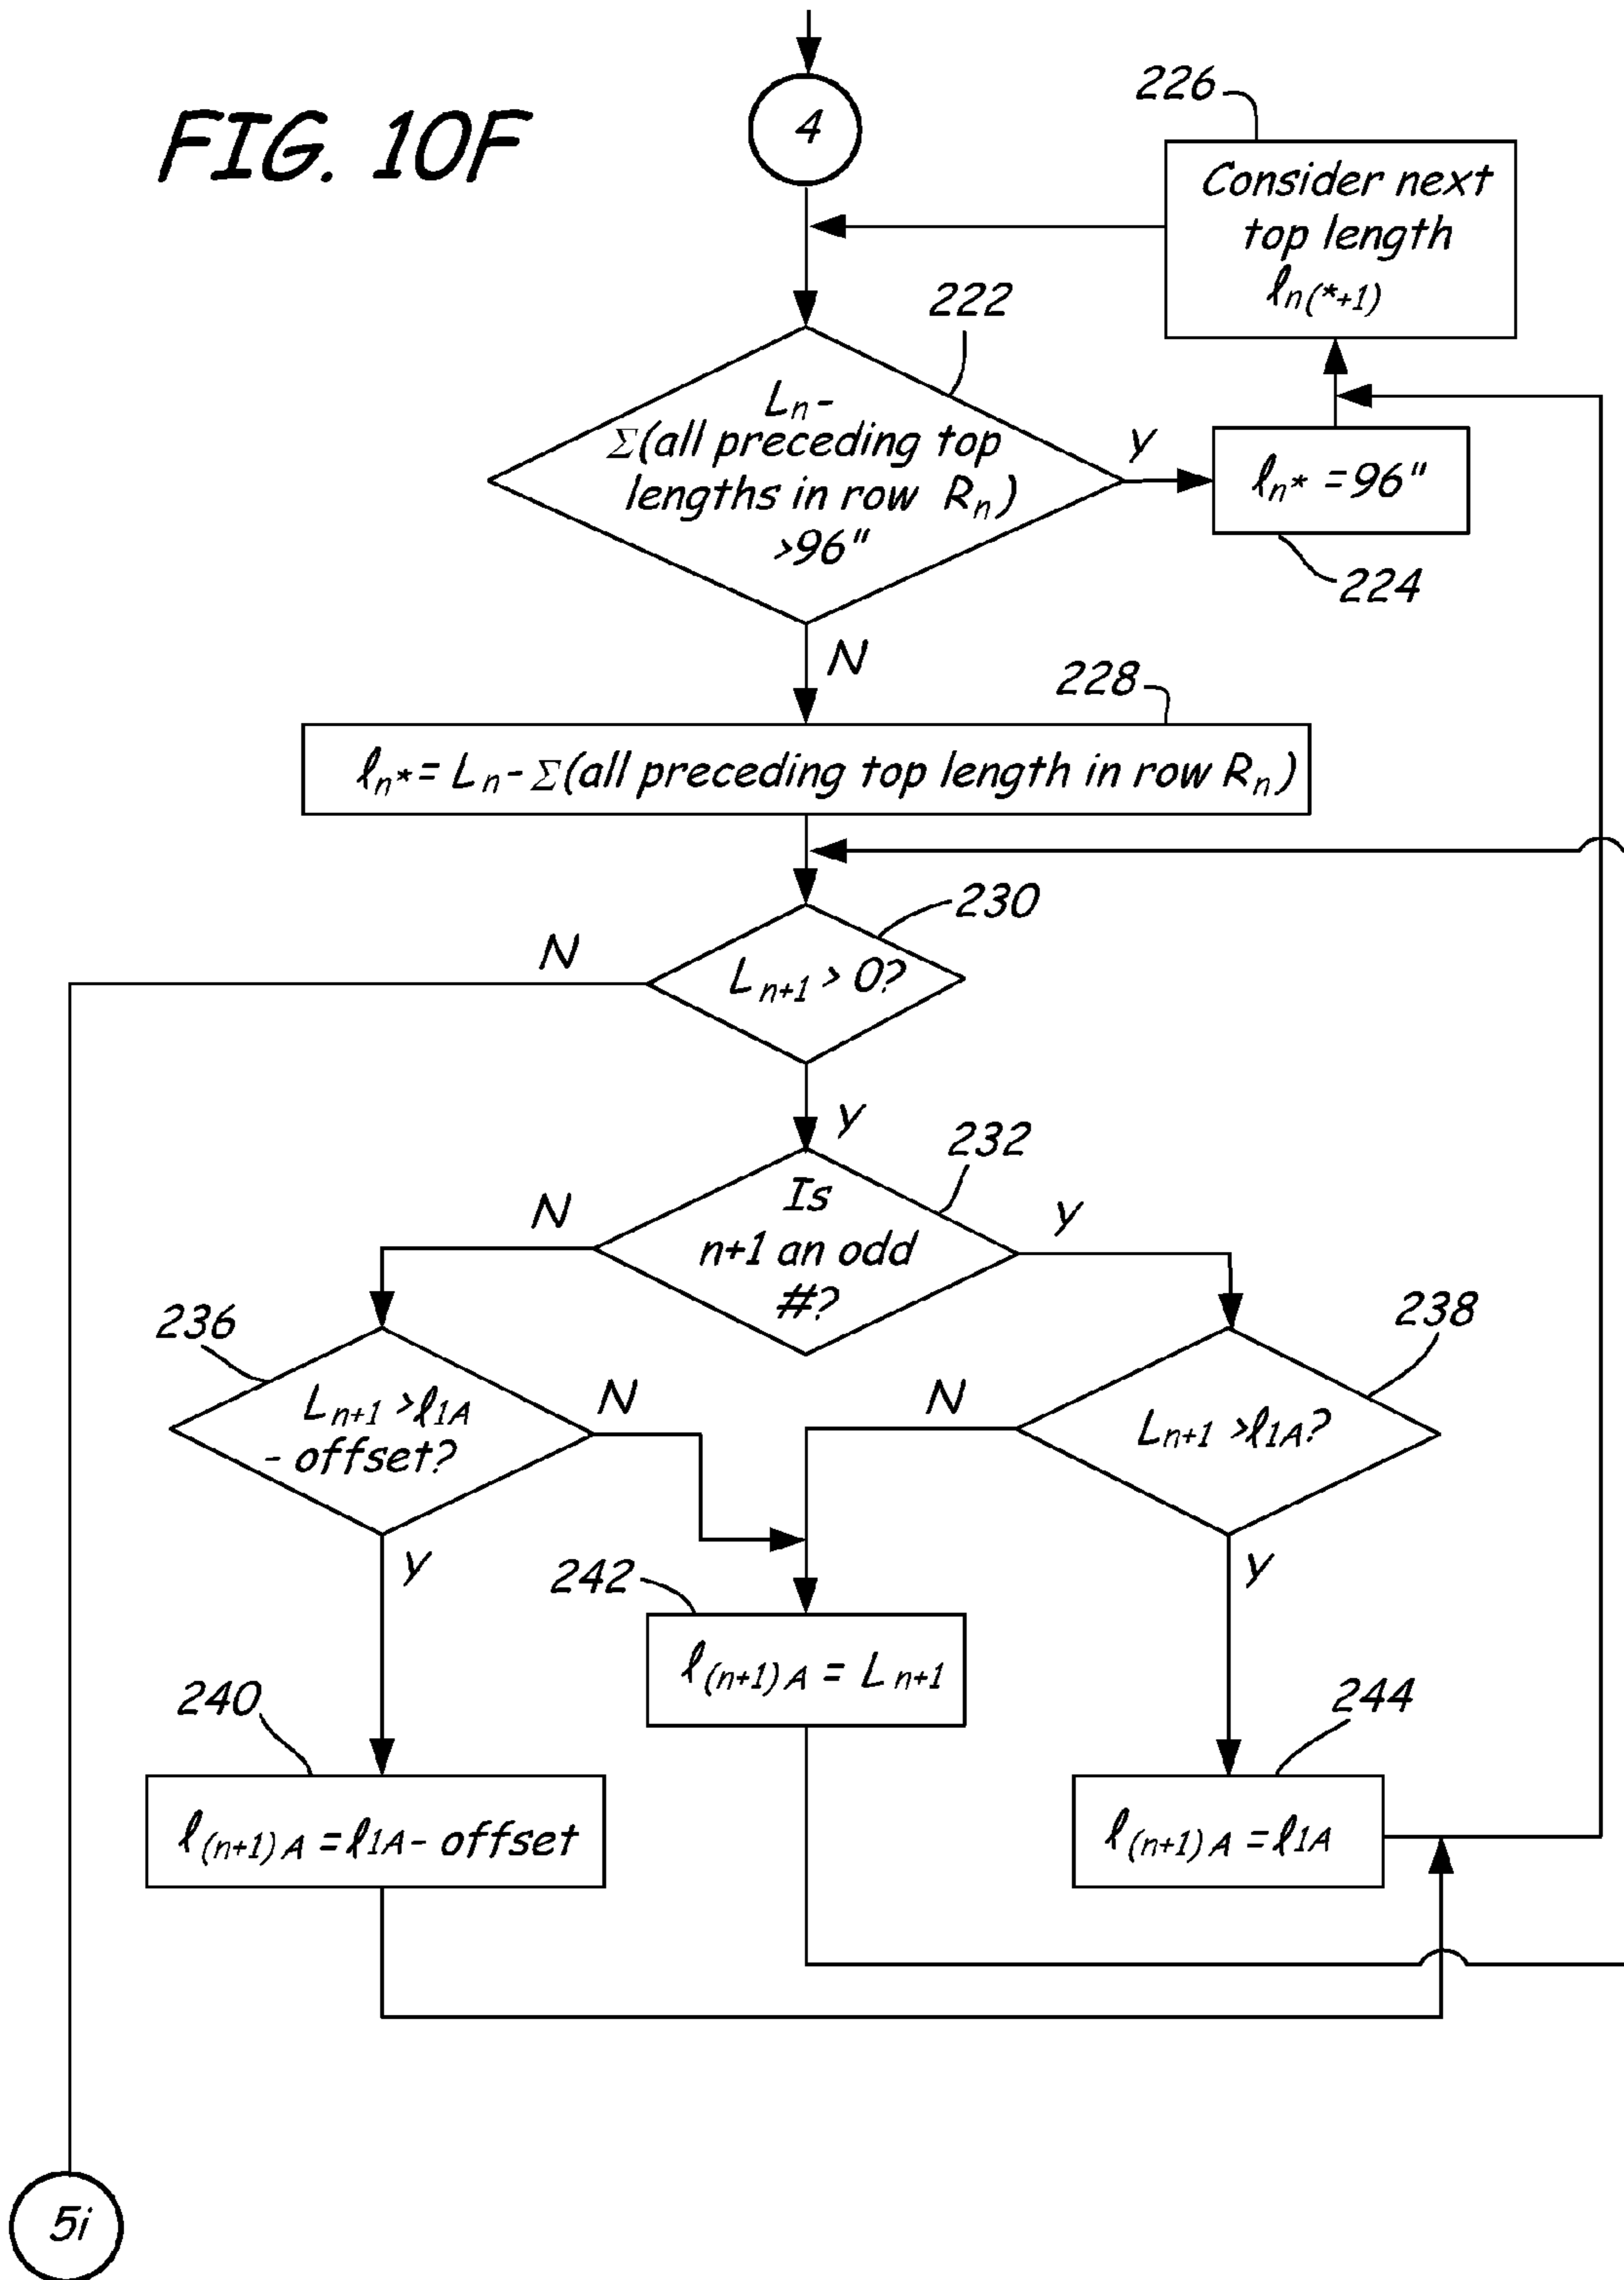 FIG. 10F
4
226
Consider next
top length
ℓn(*+1)
222
Ln-
Σ(all preceding top
lengths in row Rn)
>96"
Y
ℓn* =96"
224
N
228
ℓn* = Ln - Σ(all preceding top length in row Rn)
230
N
Ln+1 > 0?
Y
232
N
Is
n+1 an odd
#?
Y
236
Ln+1 >ℓ1A
- offset?
N
Y
238
N
Ln+1 >ℓ1A?
Y
242
ℓ(n+1)A = Ln+1
240
ℓ(n+1)A =ℓ1A- offset
244
ℓ(n+1)A =ℓ1A
5i